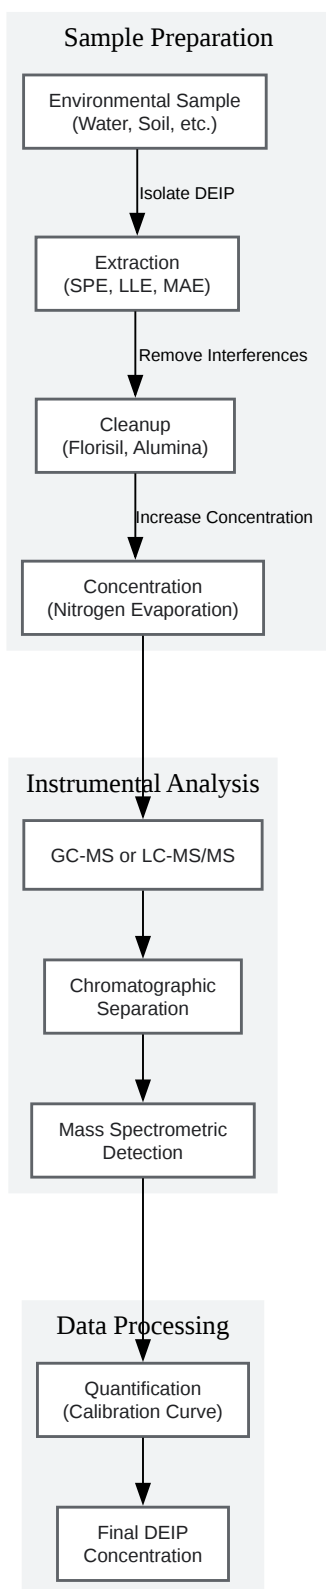 Sample Preparation
Environmental Sample
(Water, Soil, etc.)
Isolate DEIP
Extraction
(SPE, LLE, MAE)
Remove Interferences
Cleanup
(Florisil, Alumina)
Increase Concentration
Concentration
(Nitrogen Evaporation)
Instrumental Analysis
GC-MS or LC-MS/MS
Chromatographic
Separation
Mass Spectrometric
Detection
Data Processing
Quantification
(Calibration Curve)
Final DEIP
Concentration